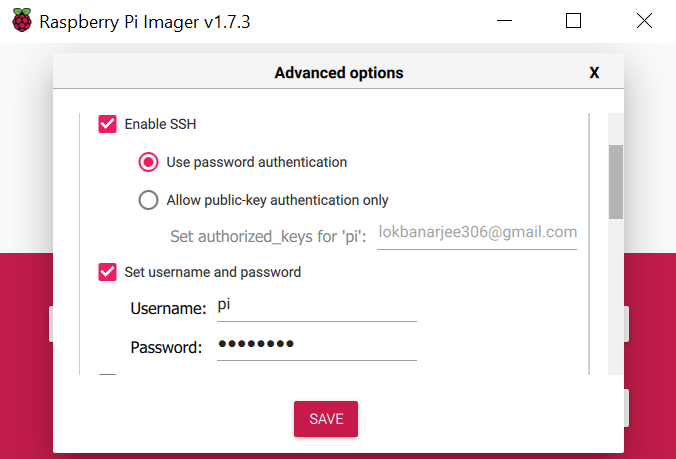 Raspberry Pi Imager v1.7.3
Advanced options X
Enable SSH
Use password authentication
Allow public-key authentication only
Set authorized_keys for 'pi': lokbanarjee306@gmail.com
Set username and password
Username: pi
Password: ●●●●●●●●
SAVE